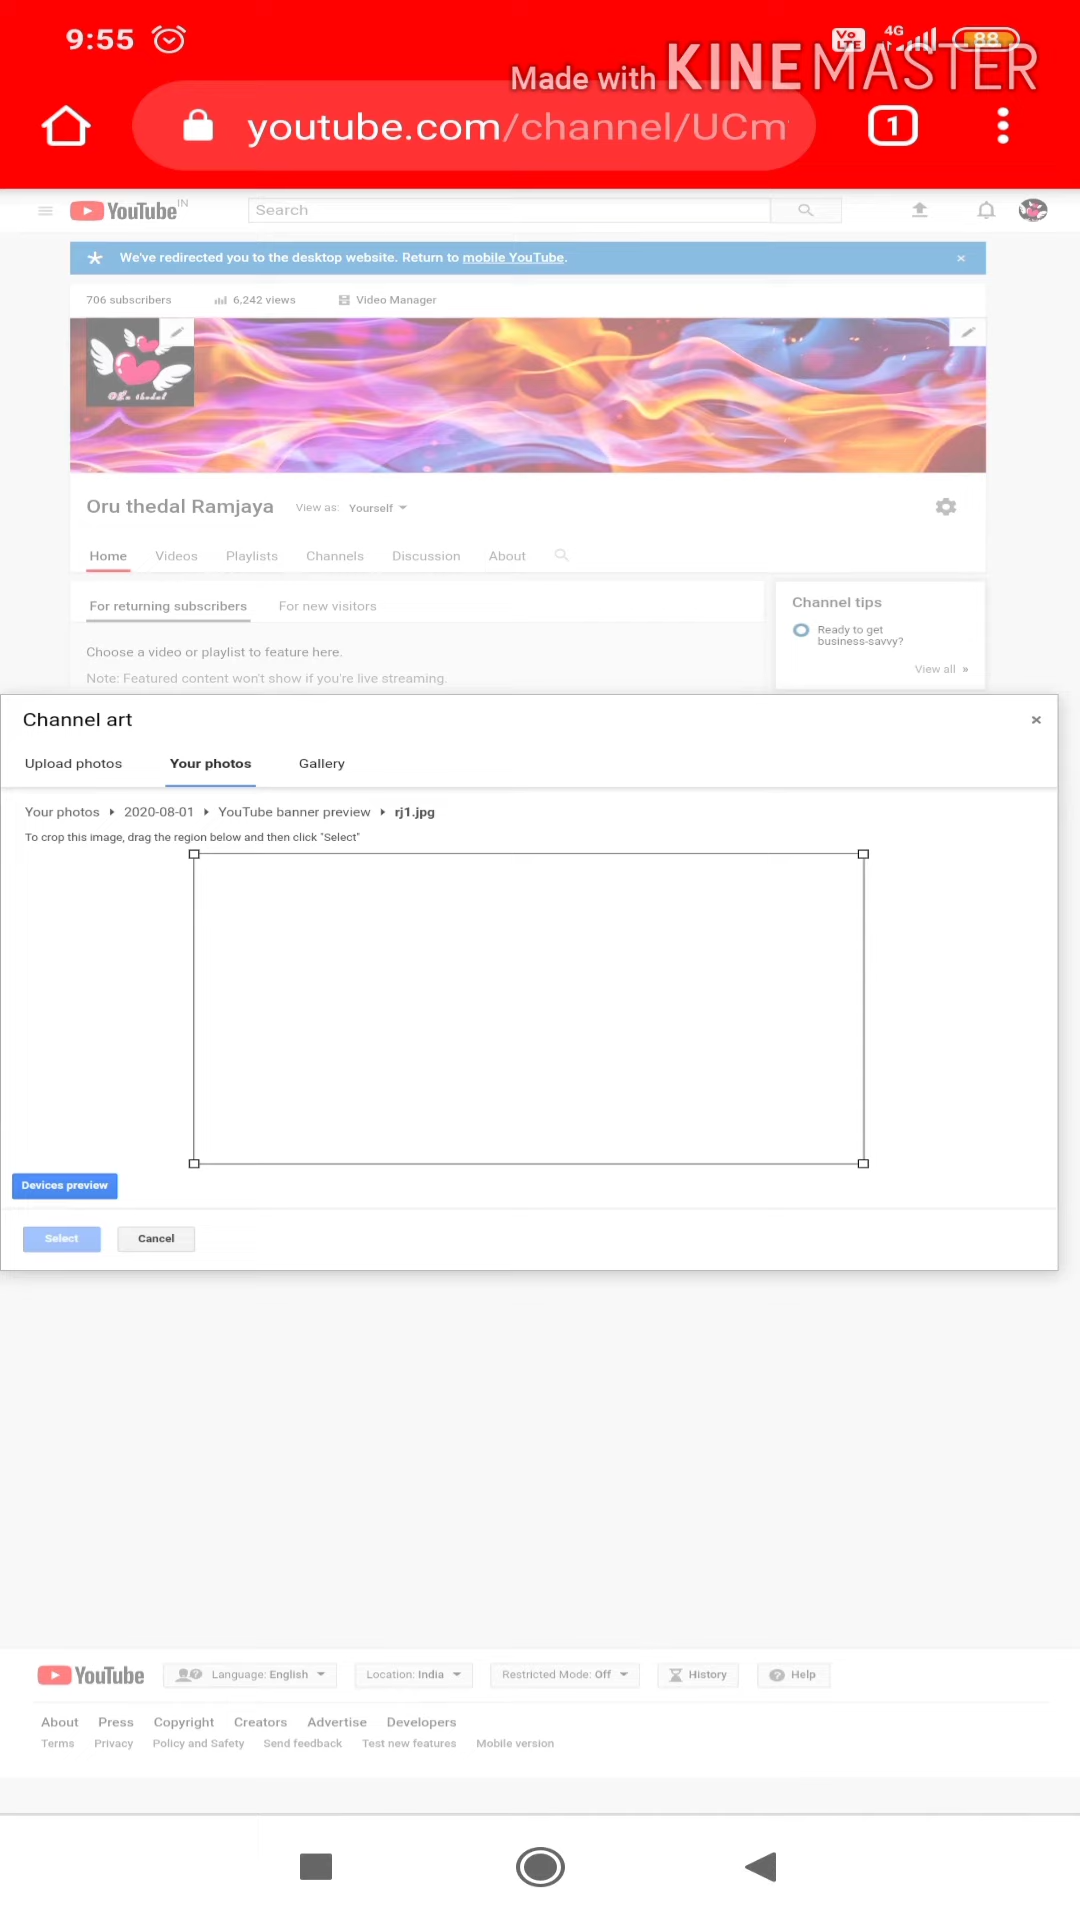 9:55 Vo LTE 4G 88
Made with KINEMASTER
youtube.com/channel/UCm 1
YouTube IN Search
We've redirected you to the desktop website. Return to mobile YouTube.
706 subscribers 6,242 views Video Manager
Oru thedal Ramjaya View as: Yourself
Home Videos Playlists Channels Discussion About
For returning subscribers For new visitors
Channel tips
Ready to get
business-savvy?
View all »
Choose a video or playlist to feature here.
Note: Featured content won't show if you're live streaming.
Channel art
Upload photos Your photos Gallery
Your photos 2020-08-01 YouTube banner preview rj1.jpg
To crop this image, drag the region below and then click "Select"
Devices preview
Select Cancel
YouTube Language: English Location: India Restricted Mode: Off History Help
About Press Copyright Creators Advertise Developers
Terms Privacy Policy and Safety Send feedback Test new features Mobile version